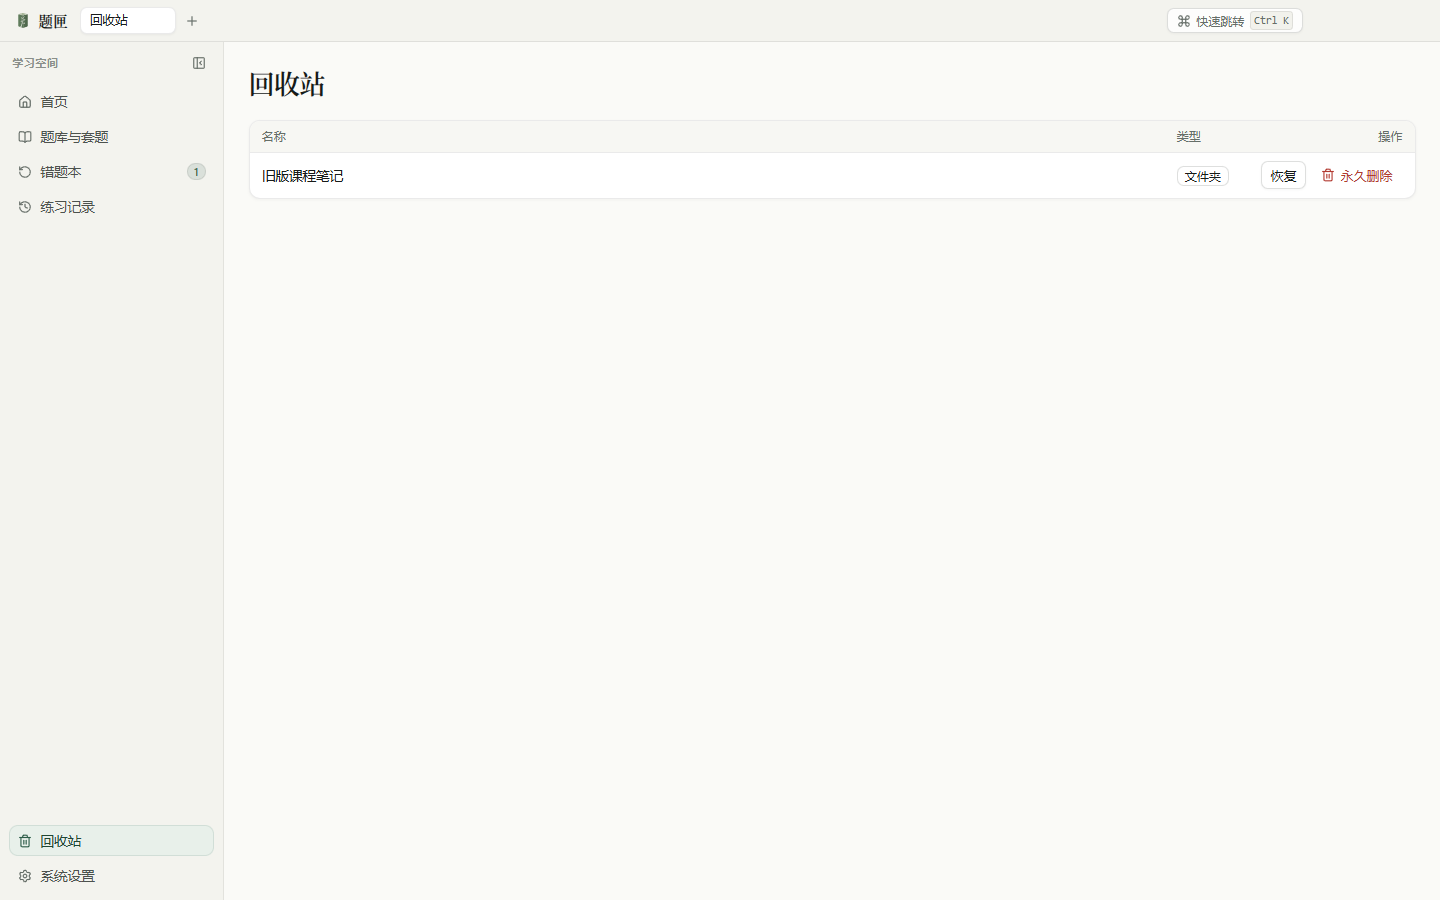 题匣 回收站 快速跳转 Ctrl K
学习空间
首页
题库与套题
错题本 1
练习记录
回收站
系统设置
回收站
名称 类型 操作
旧版课程笔记 文件夹 恢复 永久删除